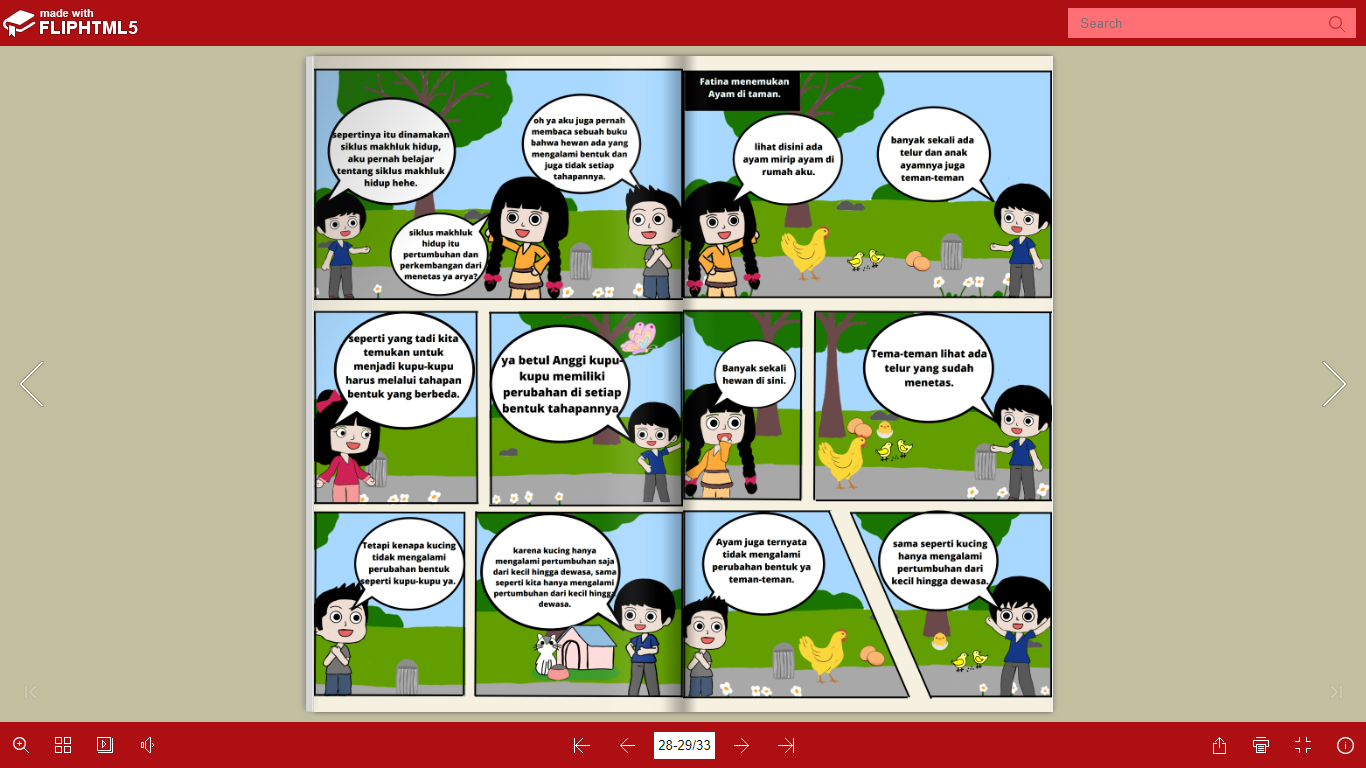 made with
FLIPHTML5
Search
sepertinya itu dinamakan
siklus makhluk hidup,
aku pernah belajar
tentang siklus makhluk
hidup hehe.
oh ya aku juga pernah
membaca sebuah buku
bahwa hewan ada yang
mengalami bentuk dan
juga tidak setiap
tahapannya.
siklus makhluk
hidup itu
pertumbuhan dan
perkembangan dari
menetas ya arya?
seperti yang tadi kita
temukan untuk
menjadi kupu-kupu
harus melalui tahapan
bentuk yang berbeda.
ya betul Anggi kupu-
kupu memiliki
perubahan di setiap
bentuk tahapannya
Tetapi kenapa kucing
tidak mengalami
perubahan bentuk
seperti kupu-kupu ya.
karena kucing hanya
mengalami pertumbuhan saja
dari kecil hingga dewasa, sama
seperti kita hanya mengalami
pertumbuhan dari kecil hingga
dewasa.
Fatina menemukan
Ayam di taman.
lihat disini ada
ayam mirip ayam di
rumah aku.
banyak sekali ada
telur dan anak
ayamnya juga
teman-teman
Banyak sekali
hewan di sini.
Tema-teman lihat ada
telur yang sudah
menetas.
Ayam juga ternyata
tidak mengalami
perubahan bentuk ya
teman-teman.
sama seperti kucing
hanya mengalami
pertumbuhan dari
kecil hingga dewasa.
28-29/33